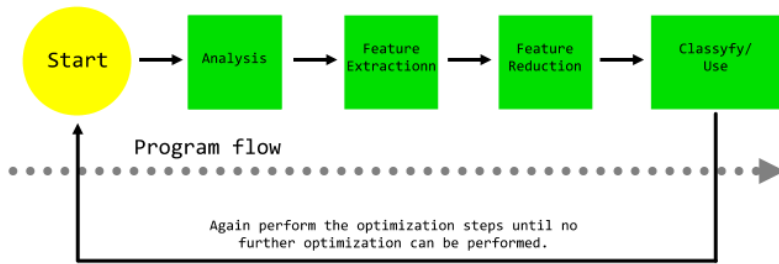 Start
Analysis
Feature
Extractionn
Feature
Reduction
Classyfy/
Use
Program flow
Again perform the optimization steps until no
further optimization can be performed.